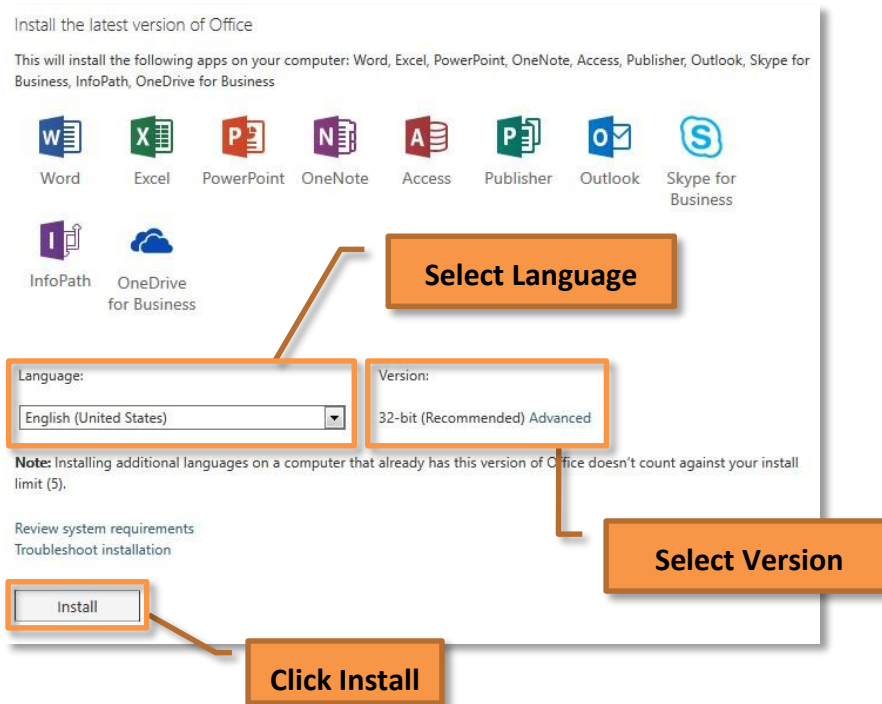 Install the latest version of Office
This will install the following apps on your computer: Word, Excel, PowerPoint, OneNote, Access, Publisher, Outlook, Skype for
Business, InfoPath, OneDrive for Business
Word Excel PowerPoint OneNote Access Publisher Outlook Skype for
Business
InfoPath OneDrive
for Business
Select Language
Language: Version:
English (United States) 32-bit (Recommended) Advanced
Note: Installing additional languages on a computer that already has this version of Office doesn't count against your install
limit (5).
Review system requirements
Troubleshoot installation
Select Version
Install
Click Install